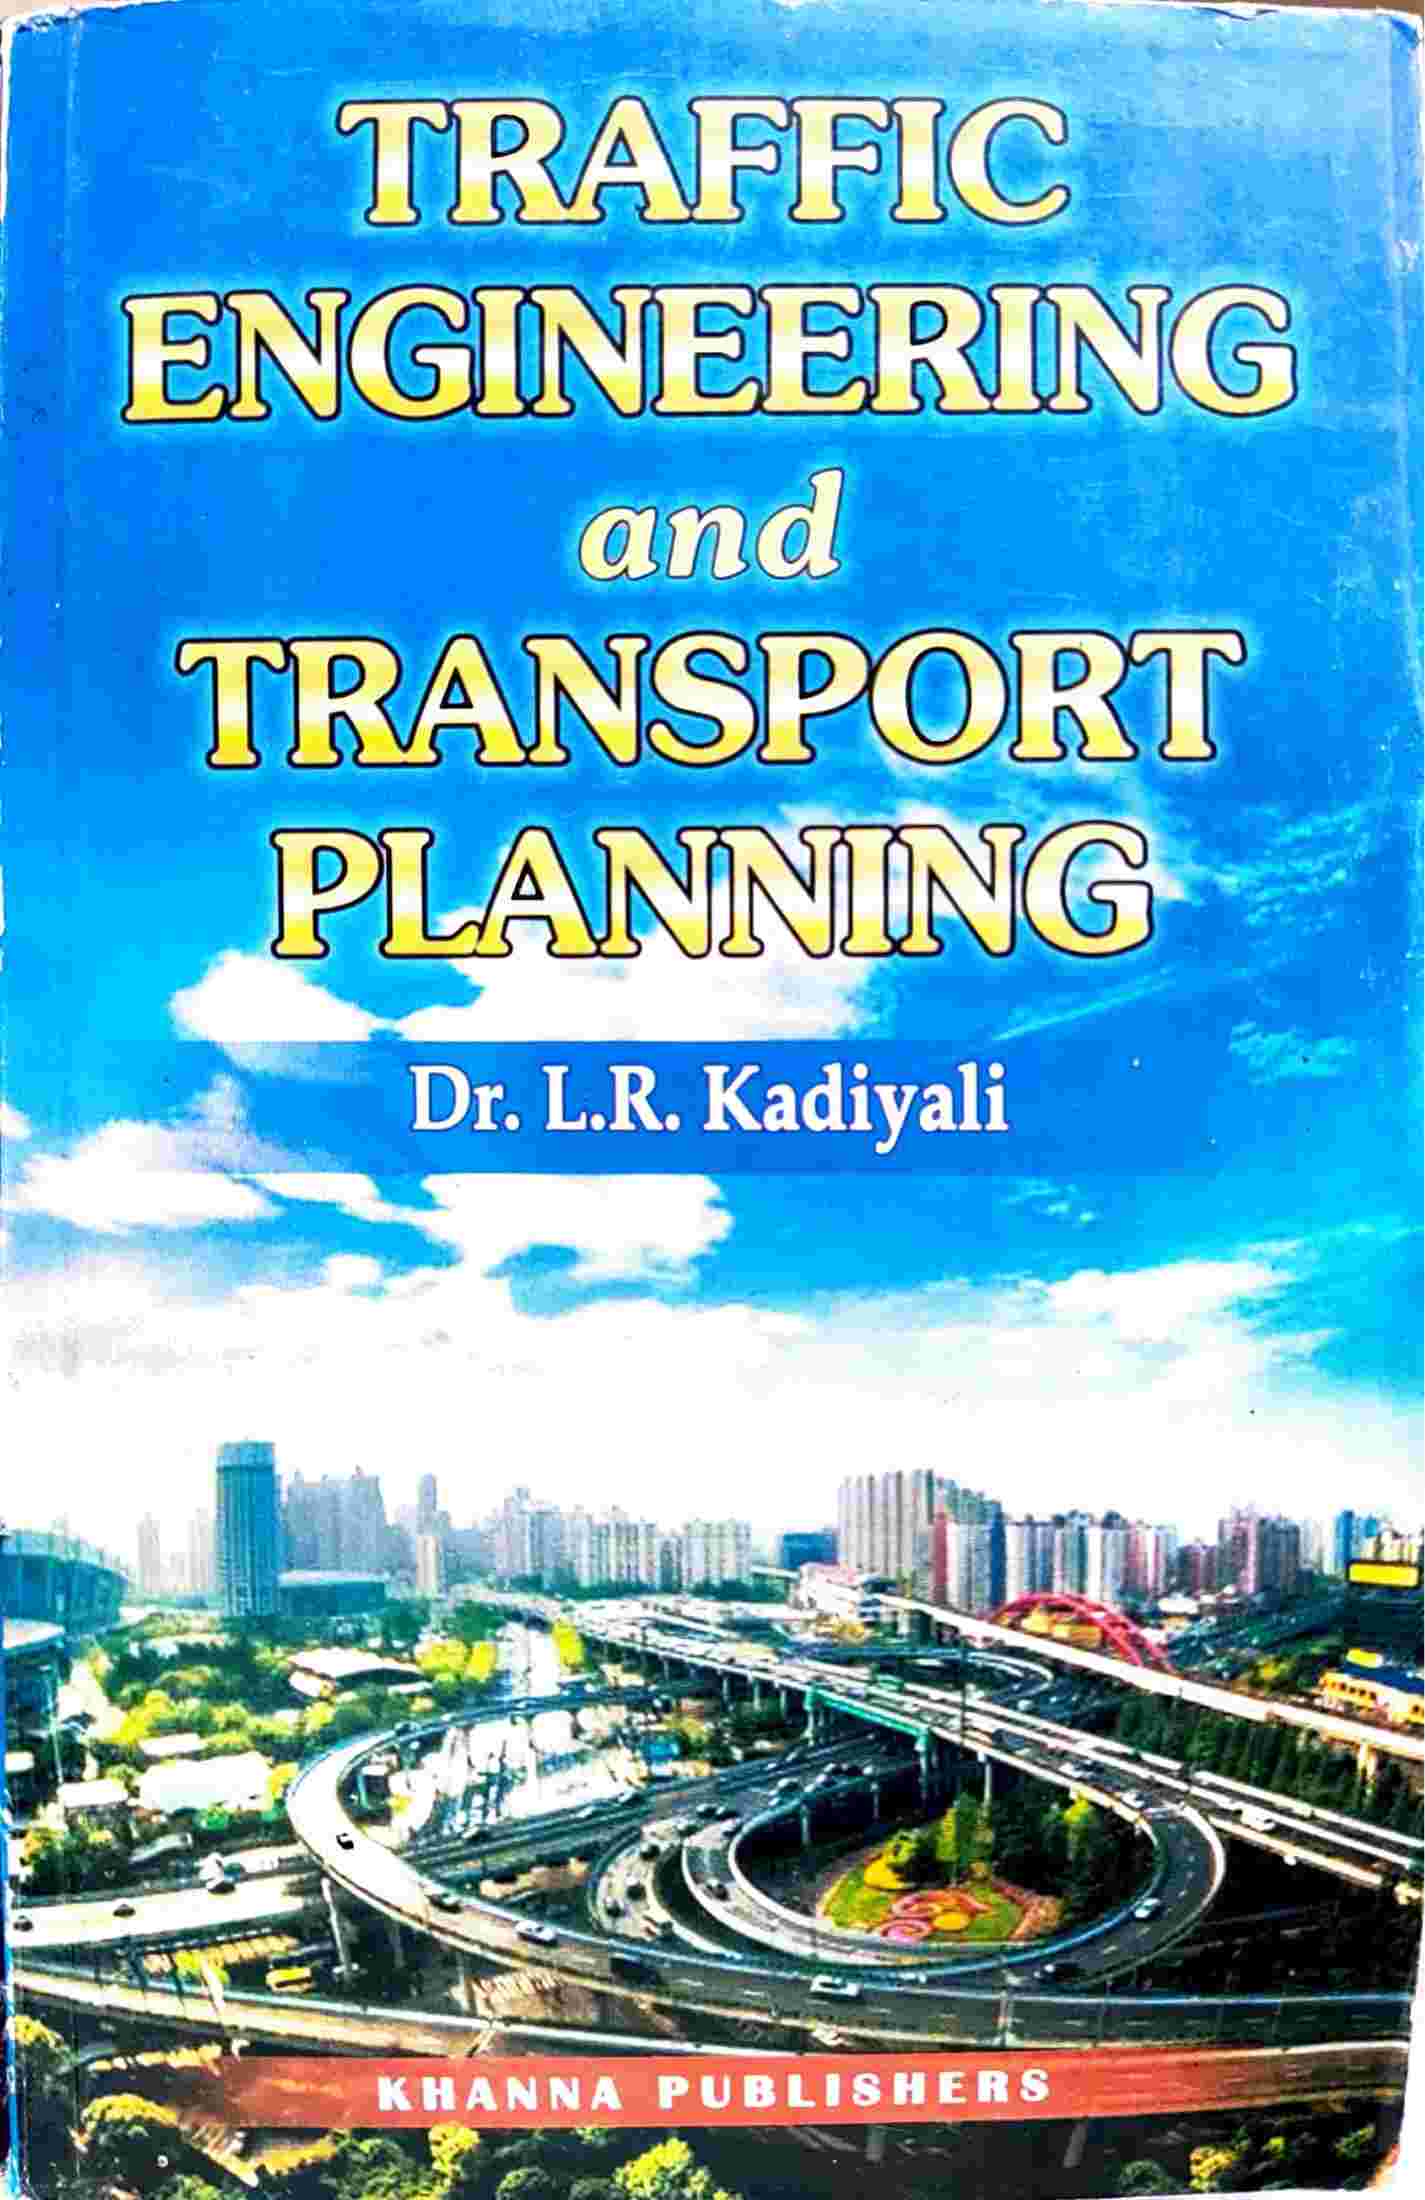 TRAFFIC
ENGINEERING
and
TRANSPORT
PLANNING
Dr. L.R. Kadiyali
KHANNA PUBLISHERS